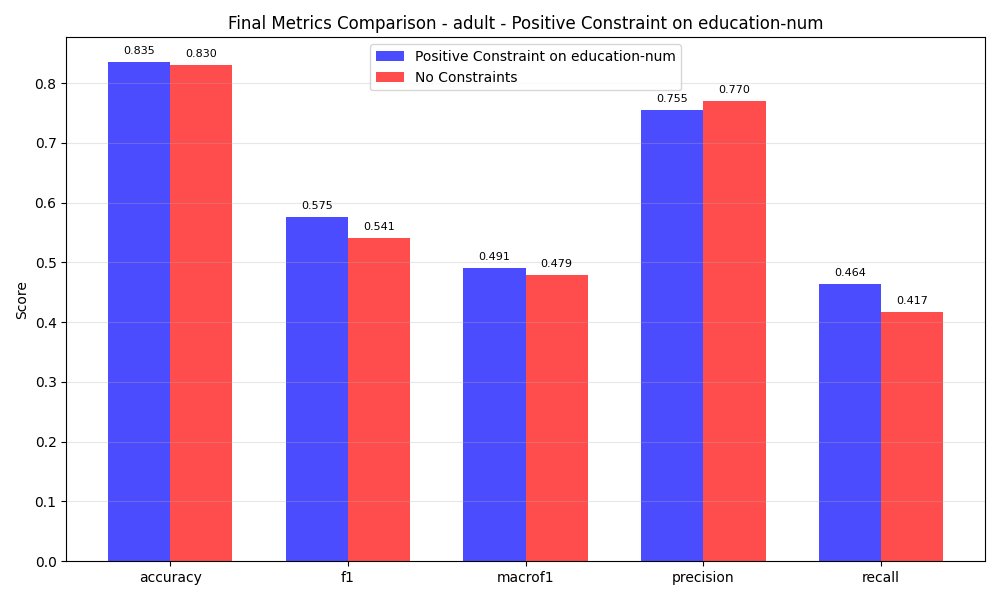 Final Metrics Comparison - adult - Positive Constraint on education-num
Positive Constraint on education-num
No Constraints
Score
0.8
0.7
0.6
0.5
0.4
0.3
0.2
0.1
0.0
0.835
0.830
0.575
0.541
0.491
0.479
0.755
0.770
0.464
0.417
accuracy
f1
macrof1
precision
recall